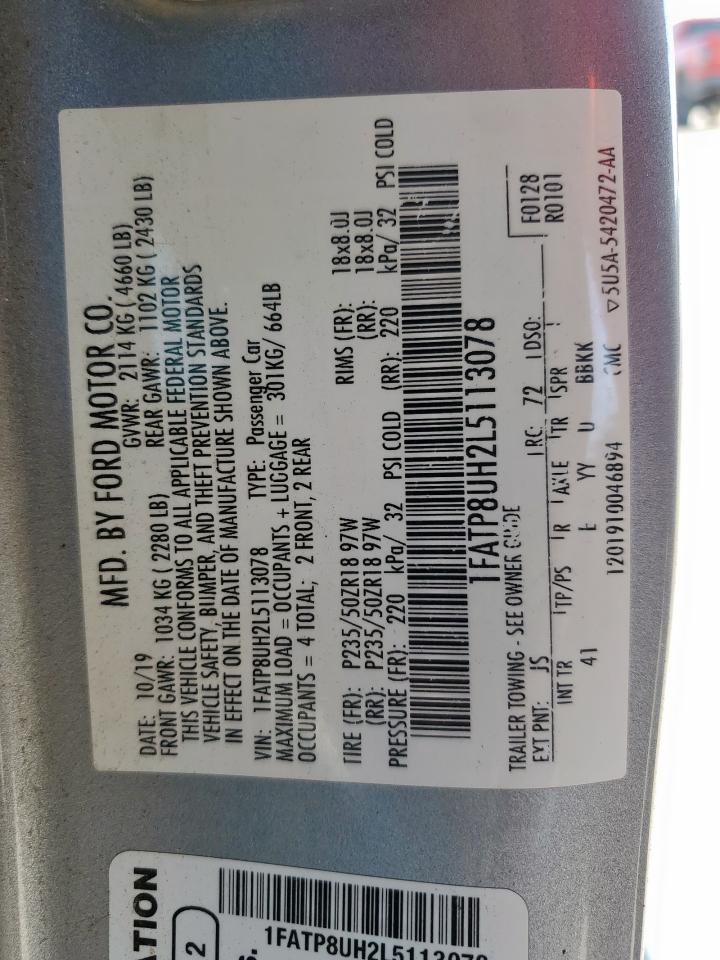 MFD. BY FORD MOTOR CO.
DATE: 10/19 GVWR: 2114 KG ( 4660 LB)
FRONT GAWR: 1034 KG (2280 LB) REAR GAWR: 1102 KG ( 2430 LB)
THIS VEHICLE CONFORMS TO ALL APPLICABLE FEDERAL MOTOR
VEHICLE SAFETY, BUMPER, AND THEFT PREVENTION STANDARDS
IN EFFECT ON THE DATE OF MANUFACTURE SHOWN ABOVE.
VIN: 1FATP8UH2L5113078 TYPE: Passenger Car
MAXIMUM LOAD = OCCUPANTS + LUGGAGE = 301KG/ 664LB
OCCUPANTS = 4 TOTAL; 2 FRONT, 2 REAR
TIRE (FR): P235/50ZR18 97W RIMS (FR): 18x8.0J
(RR): P235/50ZR18 97W (RR): 18x8.0J
PRESSURE (FR): 220 kPa/ 32 PSI COLD (RR): 220 kPa/ 32 PSI COLD
1FATP8UH2L5113078
TRAILER TOWING - SEE OWNER GUIDE F0128
EXT PNT: JS RC: 72 DSO: R0101
INT TR TP/PS R AXLE TR SPR
41 E YY U BBKK
1201910046894 5U5A-5420472-AA
ATION
2
1FATP8UH2L5113078